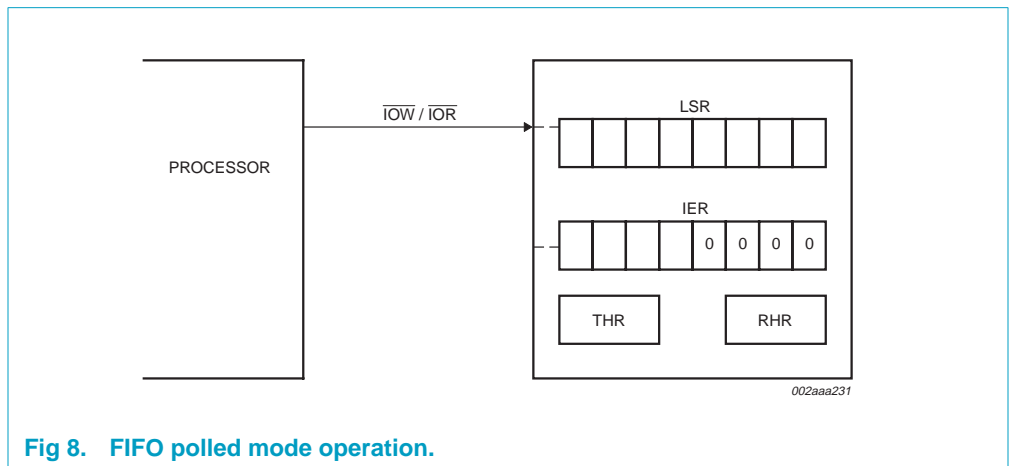 LSR
IOW / IOR
PROCESSOR
IER
0 0 0 0
THR RHR
002aaa231
Fig 8. FIFO polled mode operation.